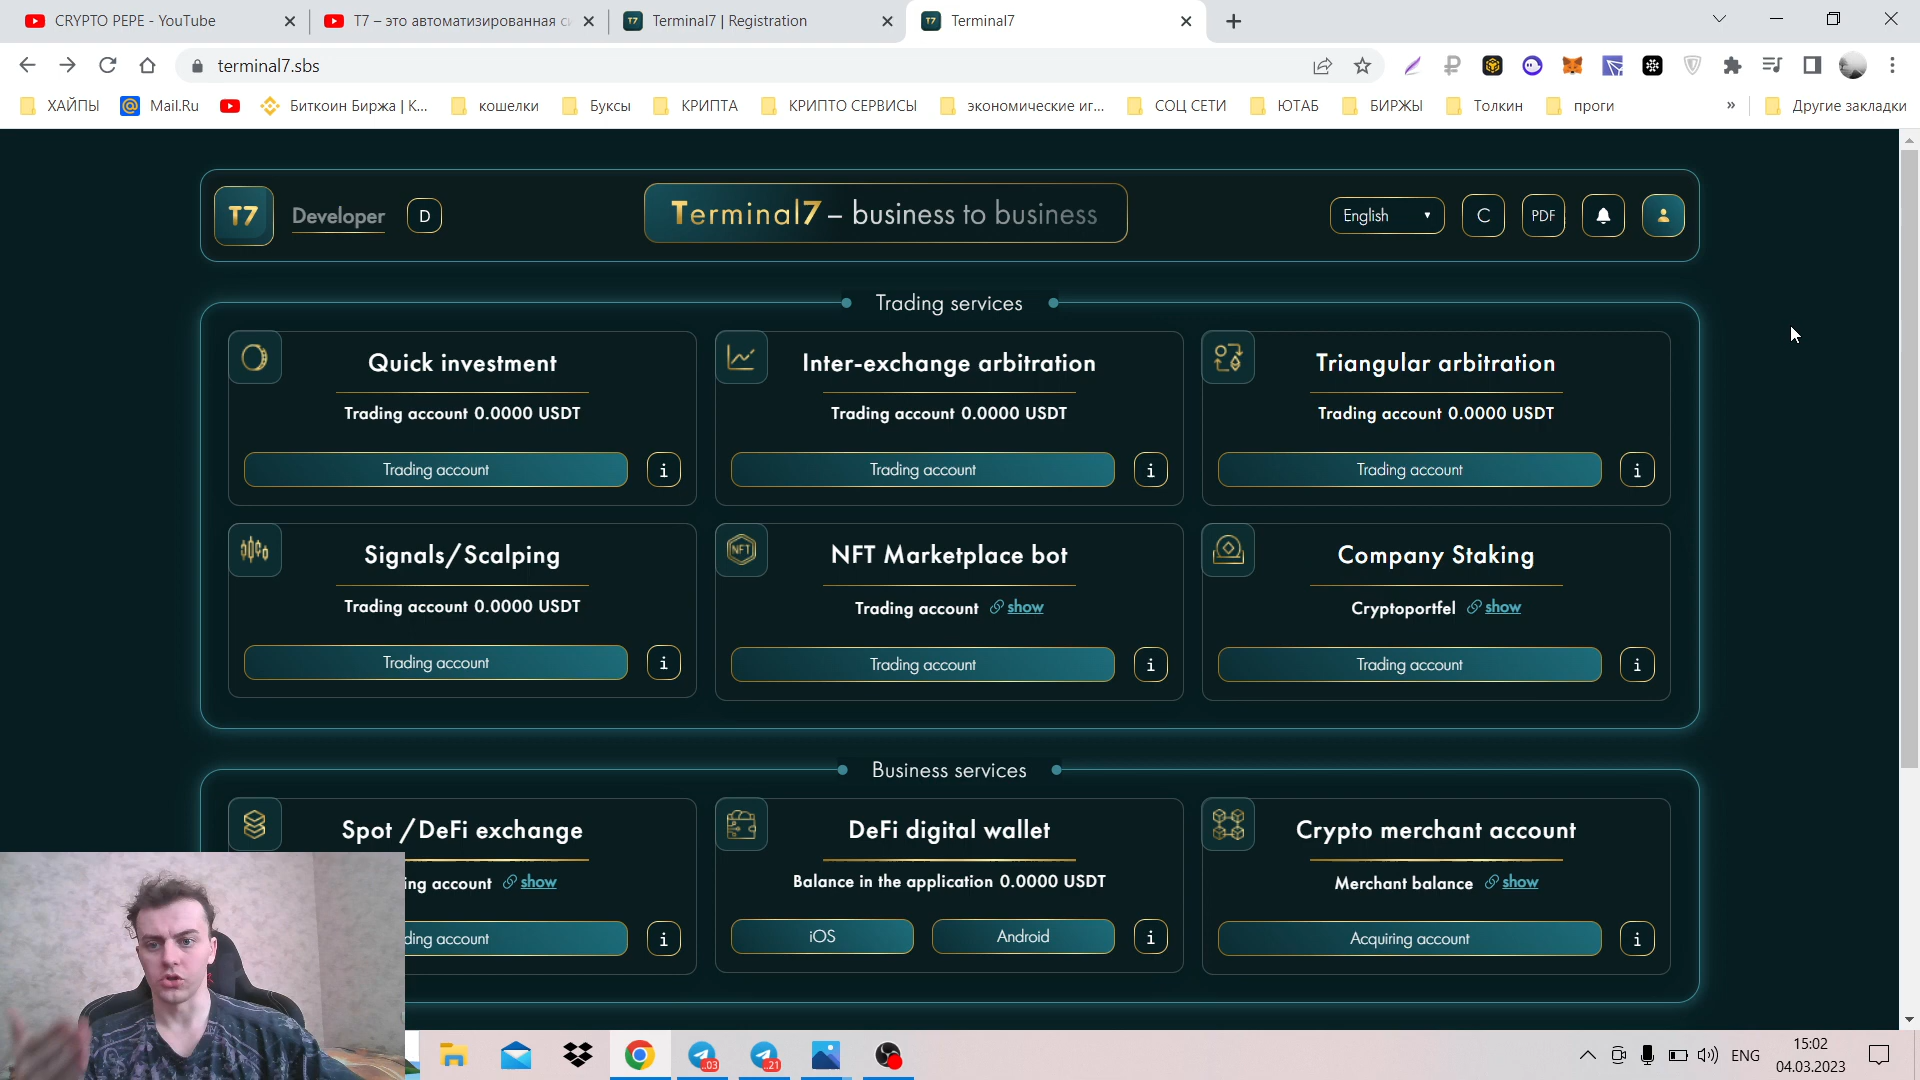 CRYPTO PEPE - YouTube
T7 – это автоматизированная с
Terminal7 | Registration
Terminal7
terminal7.sbs
ХАЙПЫ
Mail.Ru
Биткоин Биржа | К...
кошелки
Буксы
КРИПТА
КРИПТО СЕРВИСЫ
экономические иг...
СОЦ СЕТИ
ЮТАБ
БИРЖЫ
Толкин
проги
»
Другие закладки
T7
Developer
D
Terminal7 – business to business
English
C
PDF
Trading services
Quick investment
Trading account 0.0000 USDT
Trading account
i
Inter-exchange arbitration
Trading account 0.0000 USDT
Trading account
i
Triangular arbitration
Trading account 0.0000 USDT
Trading account
i
Signals/Scalping
Trading account 0.0000 USDT
Trading account
i
NFT
NFT Marketplace bot
Trading account show
Trading account
i
Company Staking
Cryptoportfel show
Trading account
i
Business services
Spot /DeFi exchange
ing account show
ding account
i
DeFi digital wallet
Balance in the application 0.0000 USDT
iOS
Android
i
Crypto merchant account
Merchant balance show
Acquiring account
i
..03
..21
ENG
15:02
04.03.2023